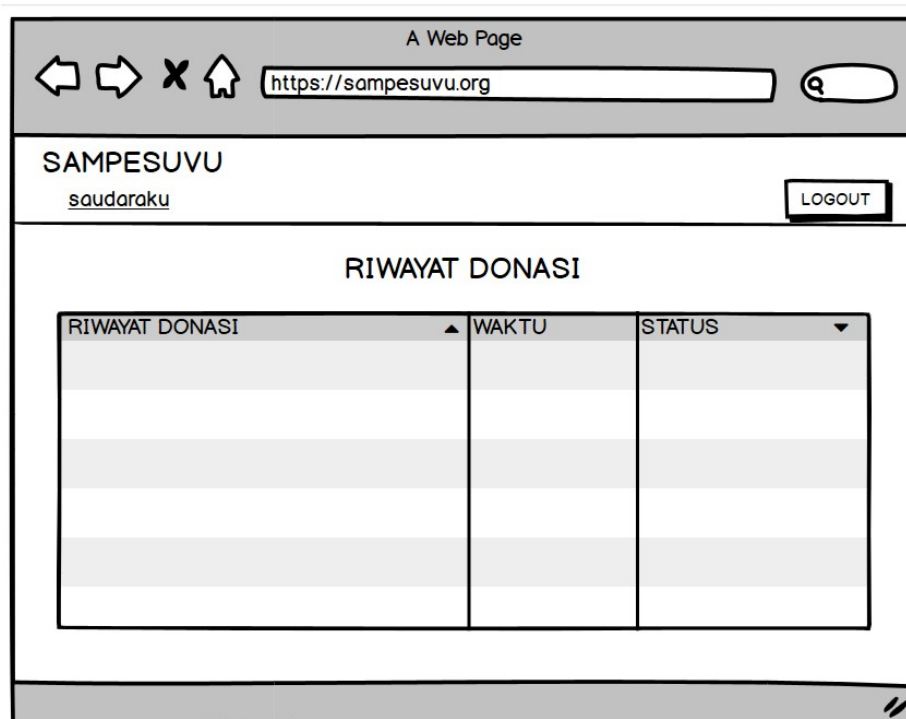 A Web Page
https://sampesuvu.org
SAMPESUVU
saudaraku
LOGOUT
RIWAYAT DONASI
RIWAYAT DONASI WAKTU STATUS